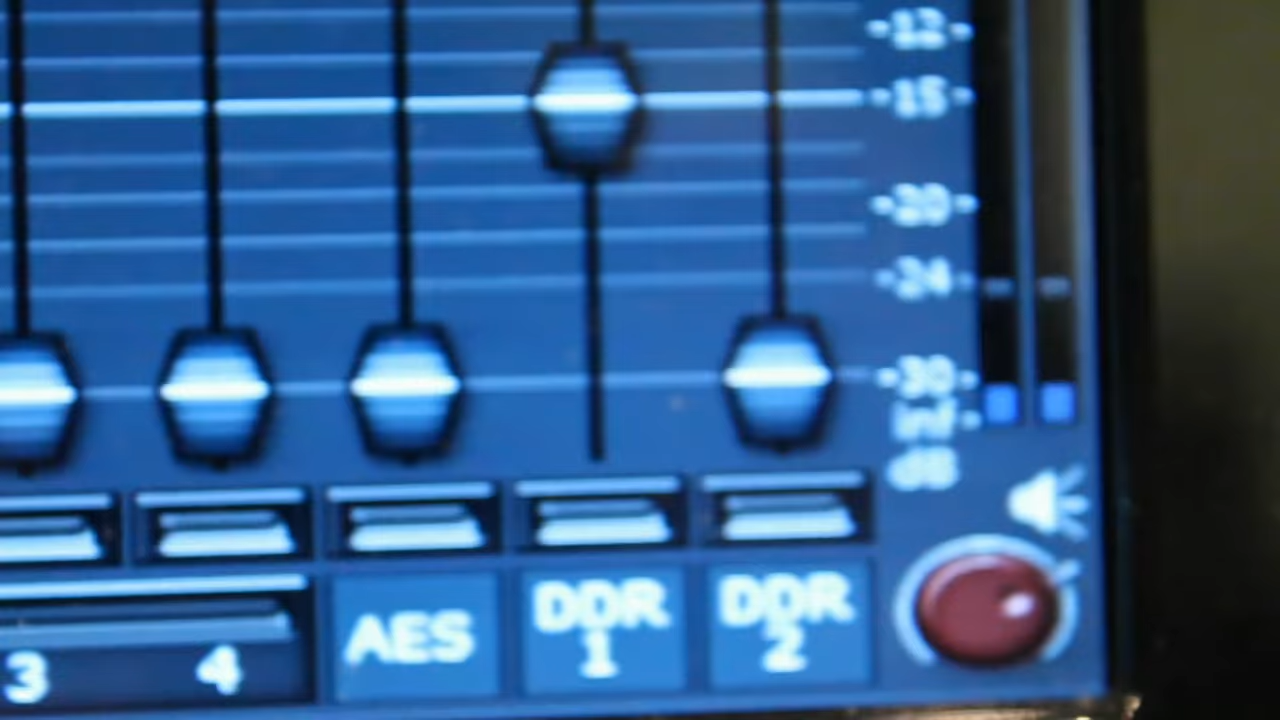 -12-
-15-
-20-
-24-
-30-
inf-
dB
3
4
AES
DDR
1
DDR
2